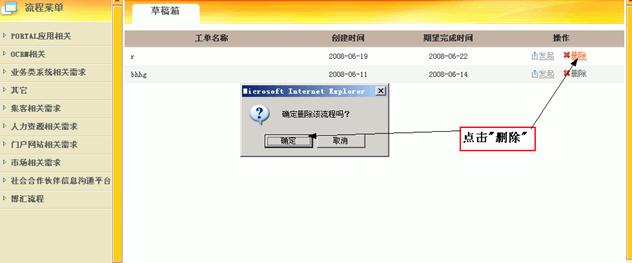 流程菜单
PORTAL应用相关
OCRM相关
业务类系统相关需求
其它
集客相关需求
人力资源相关需求
门户网站相关需求
市场相关需求
社会合作伙伴信息沟通平台
博汇流程
草稿箱
工单名称 创建时间 期望完成时间 操作
r 2008-06-19 2008-06-22 发起 删除
bhhg 2008-06-11 2008-06-14 发起 删除
Microsoft Internet Explorer
确定删除该流程吗?
确定 取消
点击"删除"